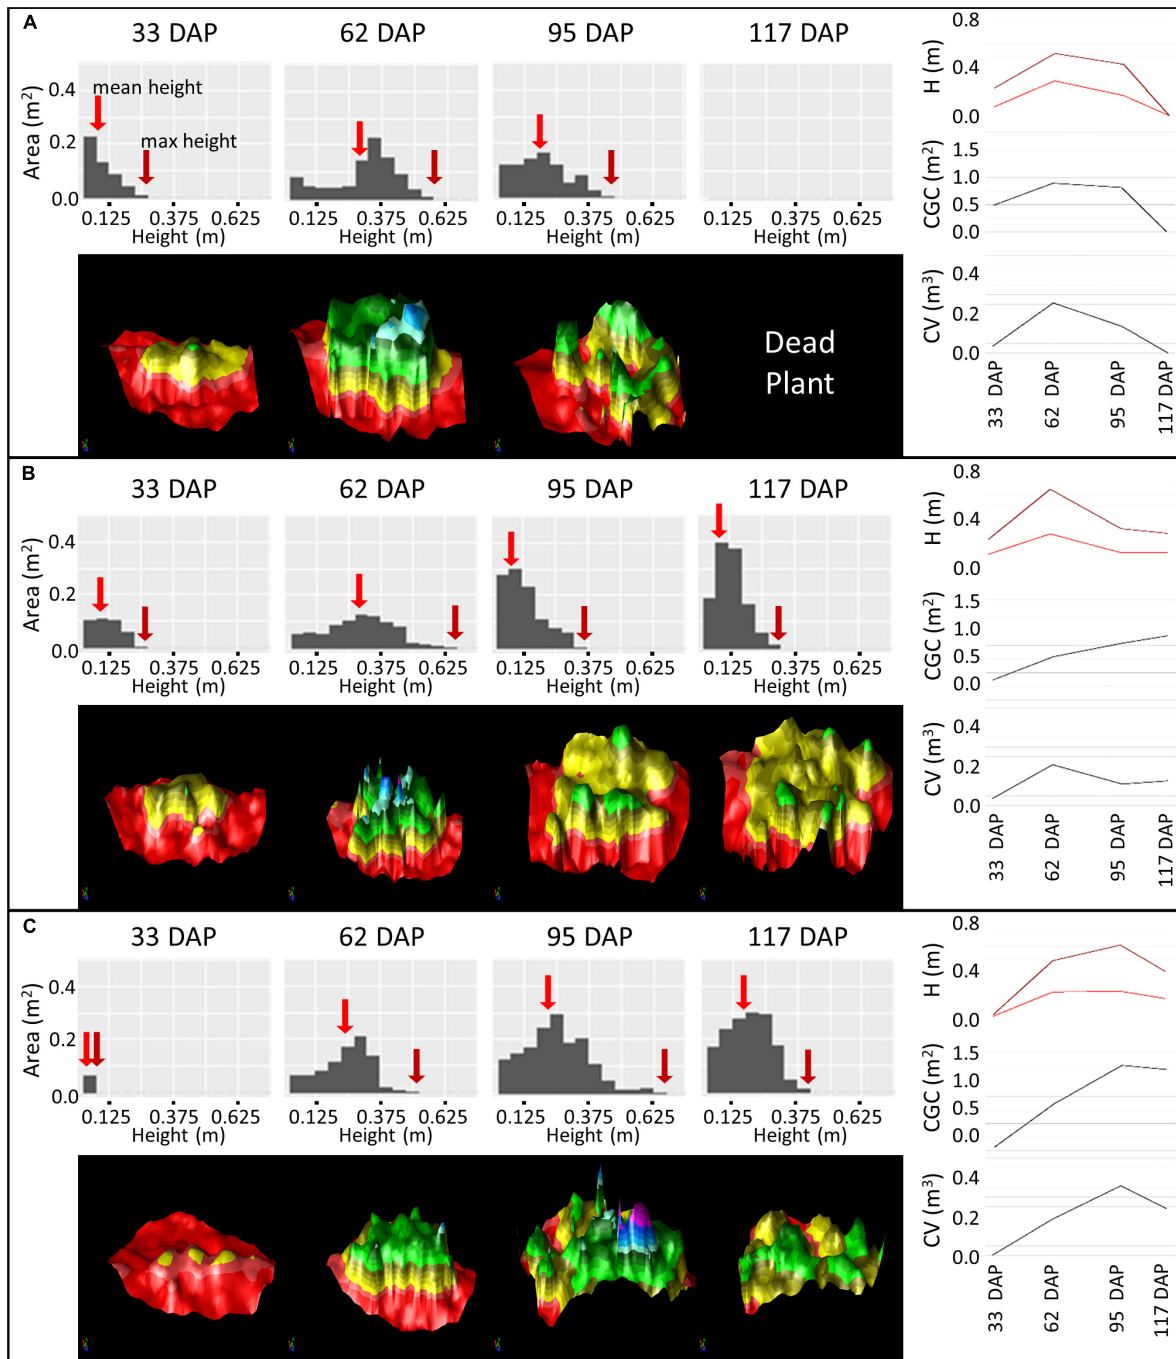 A
33 DAP 62 DAP 95 DAP 117 DAP
Area (m²)
0.4
0.2
0.0
mean height
max height
0.125 0.375 0.625 0.125 0.375 0.625 0.125 0.375 0.625 0.125 0.375 0.625
Height (m) Height (m) Height (m) Height (m)
Dead
Plant
H (m)
0.8
0.4
0.0
CGC (m²)
1.5
1.0
0.5
0.0
CV (m³)
0.4
0.2
0.0
33 DAP
62 DAP
95 DAP
117 DAP
B
33 DAP 62 DAP 95 DAP 117 DAP
Area (m²)
0.4
0.2
0.0
0.125 0.375 0.625 0.125 0.375 0.625 0.125 0.375 0.625 0.125 0.375 0.625
Height (m) Height (m) Height (m) Height (m)
H (m)
0.8
0.4
0.0
CGC (m²)
1.5
1.0
0.5
0.0
CV (m³)
0.4
0.2
0.0
33 DAP
62 DAP
95 DAP
117 DAP
C
33 DAP 62 DAP 95 DAP 117 DAP
Area (m²)
0.4
0.2
0.0
0.125 0.375 0.625 0.125 0.375 0.625 0.125 0.375 0.625 0.125 0.375 0.625
Height (m) Height (m) Height (m) Height (m)
H (m)
0.8
0.4
0.0
CGC (m²)
1.5
1.0
0.5
0.0
CV (m³)
0.4
0.2
0.0
33 DAP
62 DAP
95 DAP
117 DAP